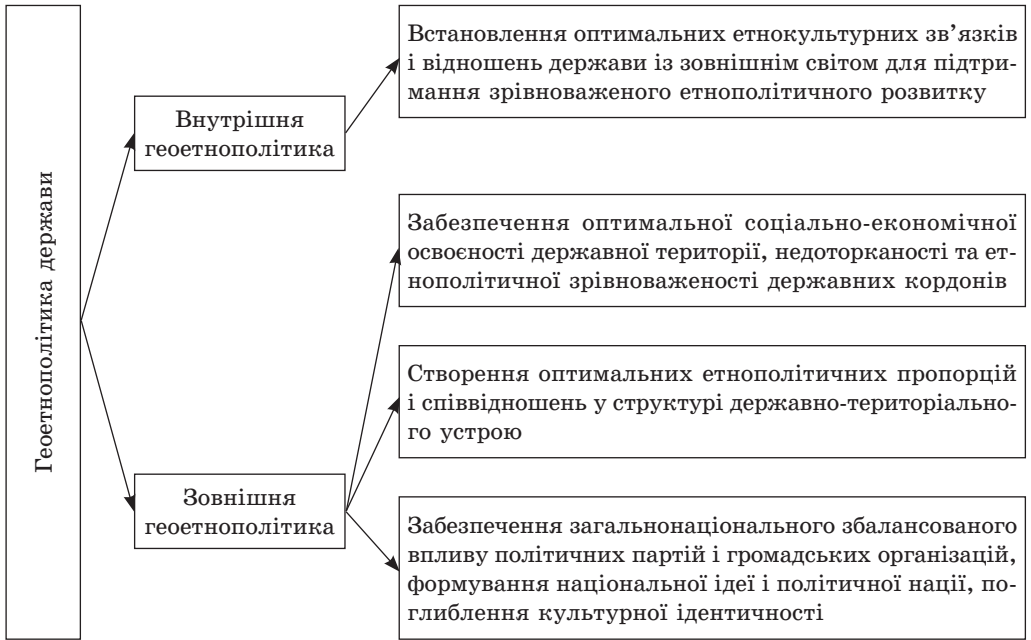 Геоетнополітика держави
Внутрішня
геоетнополітика
Встановлення оптимальних етнокультурних зв’язків
і відношень держави із зовнішнім світом для підтри-
мання зрівноваженого етнополітичного розвитку
Зовнішня
геоетнополітика
Забезпечення оптимальної соціально-економічної
освоєності державної території, недоторканості та ет-
нополітичної зрівноваженості державних кордонів
Створення оптимальних етнополітичних пропорцій
і співвідношень у структурі державно-територіально-
го устрою
Забезпечення загальнонаціонального збалансованого
впливу політичних партій і громадських організацій,
формування національної ідеї і політичної нації, по-
глиблення культурної ідентичності